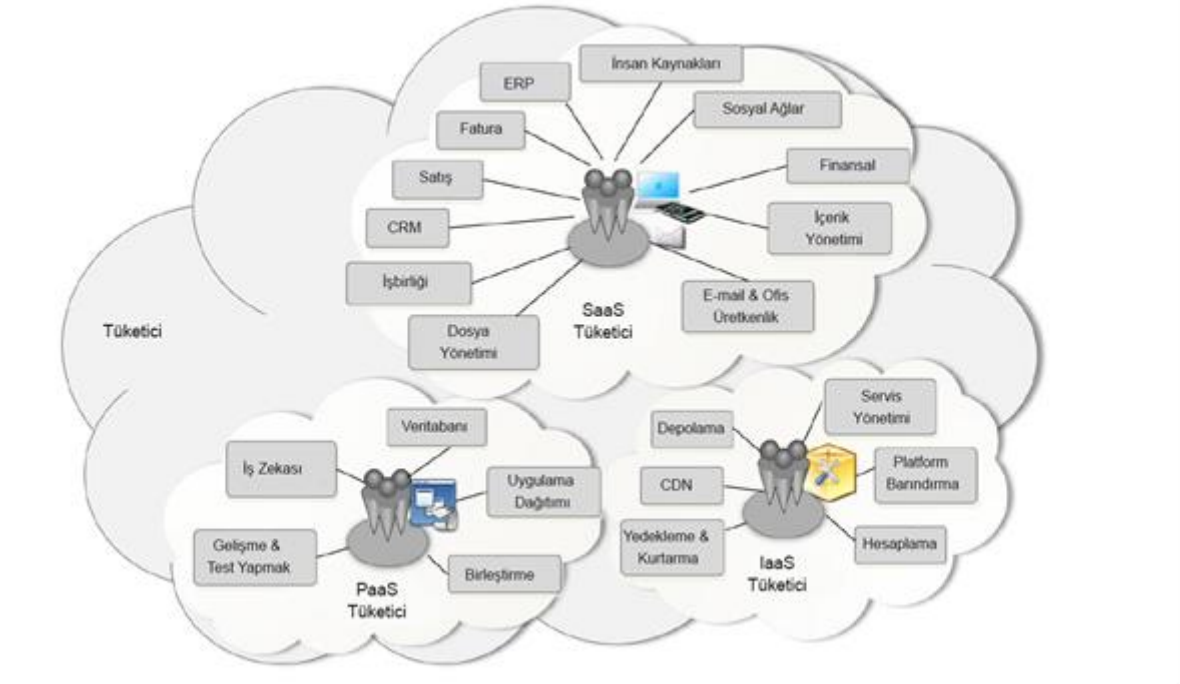 İnsan Kaynakları
ERP
Sosyal Ağlar
Fatura
Finansal
Satış
CRM
İçerik
Yönetimi
İşbirliği
E-mail & Ofis
Üretkenlik
SaaS
Tüketici
Dosya
Yönetimi
Tüketici
Veritabanı
İş Zekası
Uygulama
Dağıtımı
Gelişme &
Test Yapmak
Birleştirme
PaaS
Tüketici
Servis
Yönetimi
Depolama
Platform
Barındırma
CDN
Yedekleme &
Kurtarma
Hesaplama
IaaS
Tüketici